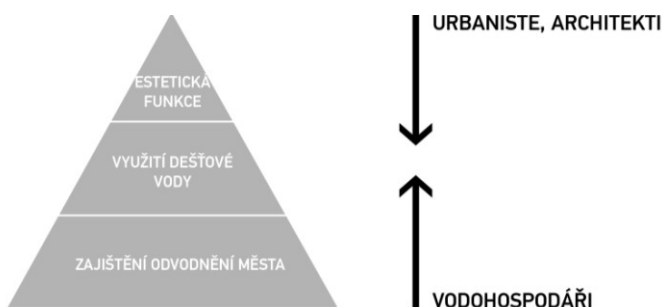 URBANISTE, ARCHITEKTI
ESTETICKÁ
FUNKCE
VYUŽITÍ DEŠŤOVÉ
VODY
ZAJIŠTĚNÍ ODVODNĚNÍ MĚSTA
VODOHOSPODÁŘI